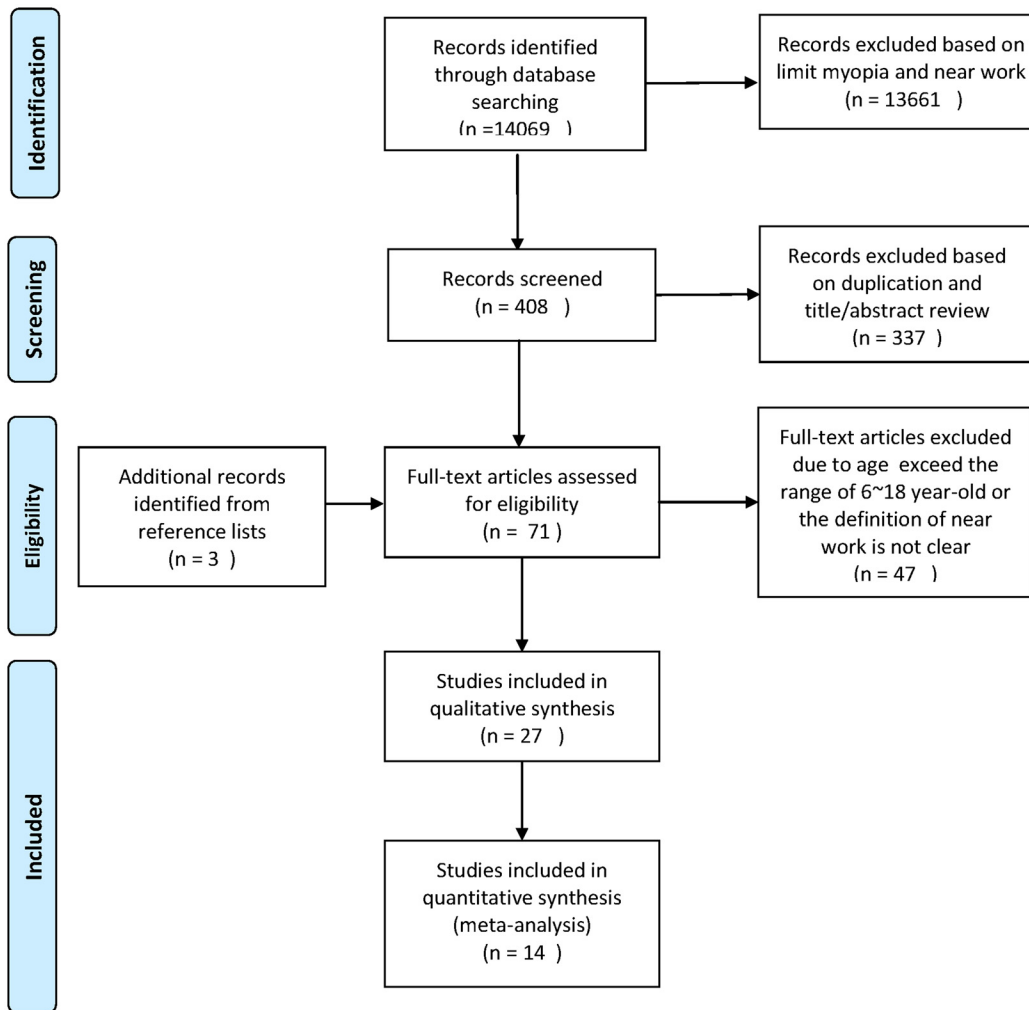 Identification
Records identified
through database
searching
(n =14069 )
Records excluded based on
limit myopia and near work
(n = 13661 )
Screening
Records screened
(n = 408 )
Records excluded based
on duplication and
title/abstract review
(n = 337 )
Eligibility
Additional records
identified from
reference lists
(n = 3 )
Full-text articles assessed
for eligibility
(n = 71 )
Full-text articles excluded
due to age exceed the
range of 6~18 year-old or
the definition of near
work is not clear
(n = 47 )
Included
Studies included in
qualitative synthesis
(n = 27 )
Studies included in
quantitative synthesis
(meta-analysis)
(n = 14 )